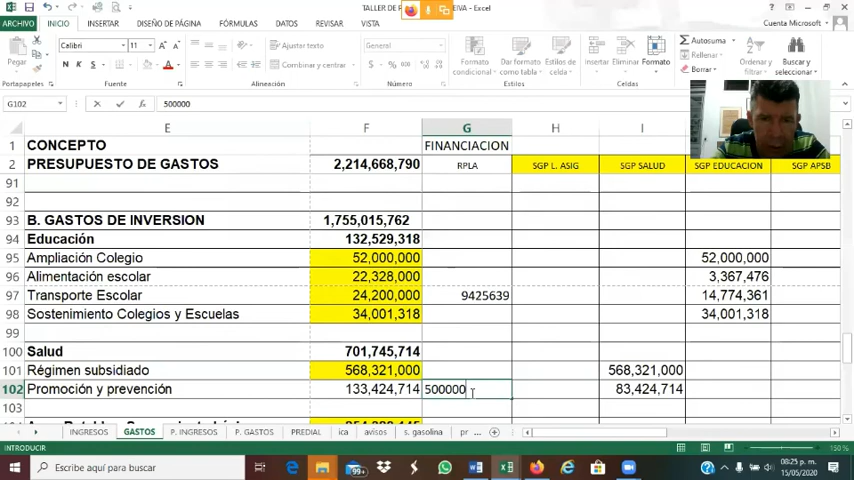 TALLER DE P EIVA - Excel
ARCHIVO INICIO INSERTAR DISEÑO DE PÁGINA FÓRMULAS DATOS REVISAR VISTA Cuenta Microsoft
Pegar Calibri 11 Ajustar texto General Formato condicional Dar formato como tabla Estilos de celda Insertar Eliminar Formato Autosuma Rellenar Borrar Ordenar y filtrar Buscar y seleccionar
N K S Combinar y centrar $ % 000
Portapapeles Fuente Alineación Número Estilos
G102 fx 500000
E F G H I J K
1 CONCEPTO FINANCIACION
2 PRESUPUESTO DE GASTOS 2,214,668,790 RPLA SGP L. ASIG SGP SALUD SGP EDUCACION SGP APSB
91
92
93 B. GASTOS DE INVERSION 1,755,015,762
94 Educación 132,529,318
95 Ampliación Colegio 52,000,000 52,000,000
96 Alimentación escolar 22,328,000 3,367,476
97 Transporte Escolar 24,200,000 9425639 14,774,361
98 Sostenimiento Colegios y Escuelas 34,001,318 34,001,318
99
100 Salud 701,745,714
101 Régimen subsidiado 568,321,000 568,321,000
102 Promoción y prevención 133,424,714 500000 83,424,714
103
INGRESOS GASTOS P. INGRESOS P. GASTOS PREDIAL ica avisos s. gasolina pr ...
INTRODUCIR 150 %
Escribe aquí para buscar 99+ 08:25 p. m.
15/05/2020